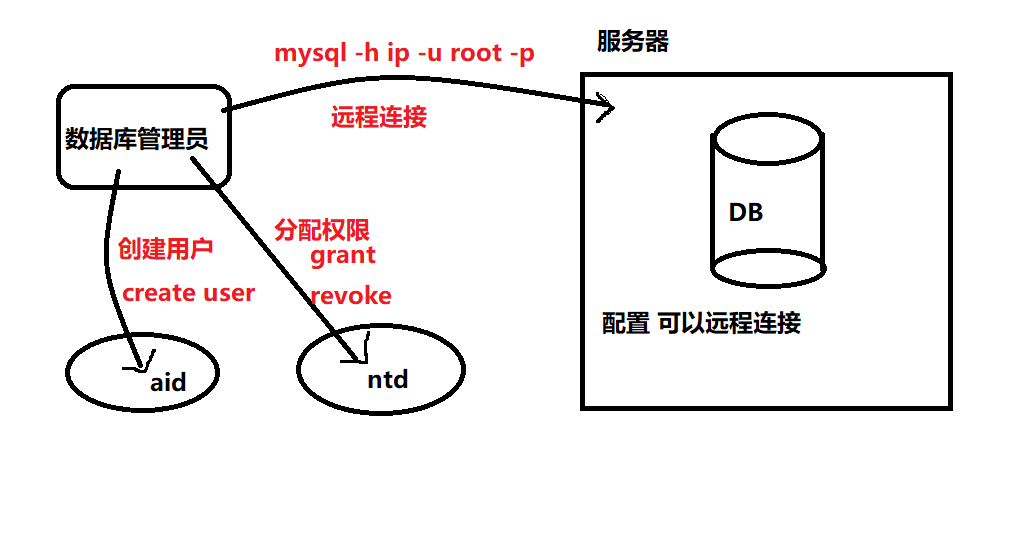 服务器
mysql -h ip -u root -p
远程连接
数据库管理员
DB
分配权限
grant
创建用户
create user
revoke
配置 可以远程连接
aid
ntd